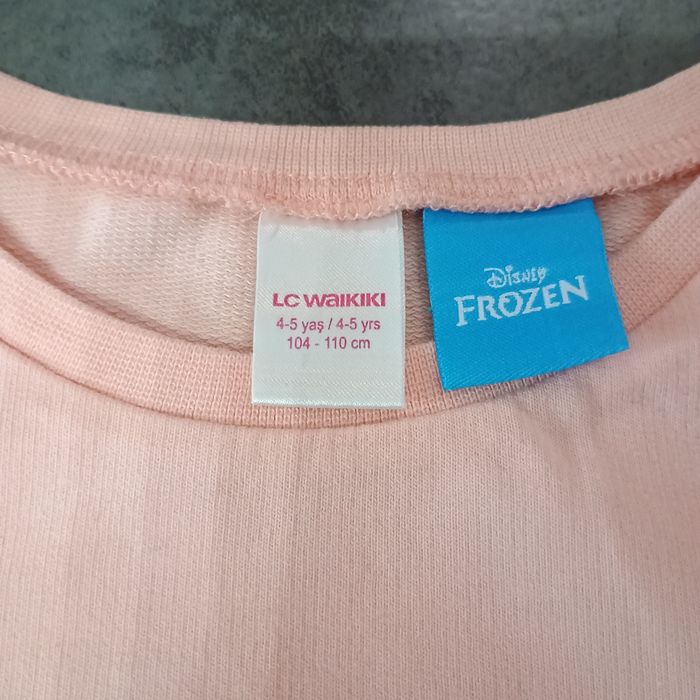 LC WAIKIKI
4-5 yaş / 4-5 yrs
104 - 110 cm
Disney
FROZEN